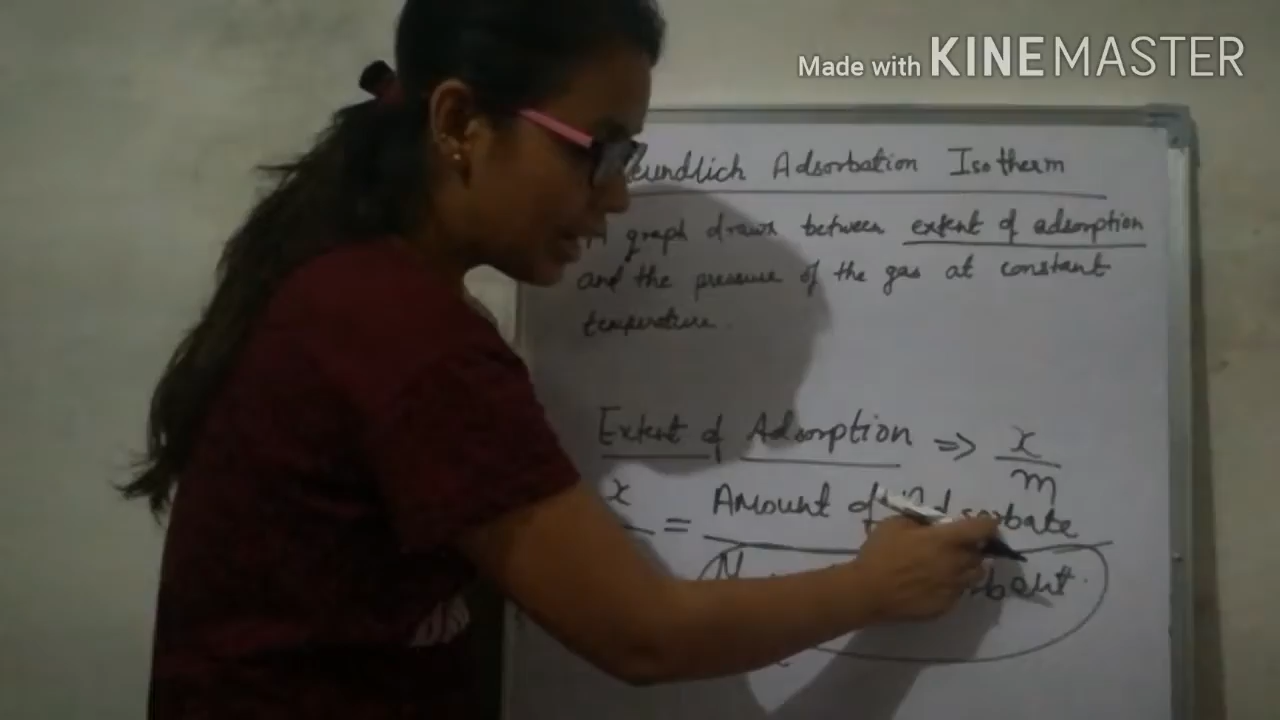 Made with KINEMASTER
eundlich Adsorbation Isotherm
graph drawn between extent of adsorption
and the pressure of the gas at constant
temperature.
Extent of Adsorption => x/m
x = Amount of Adsorbate